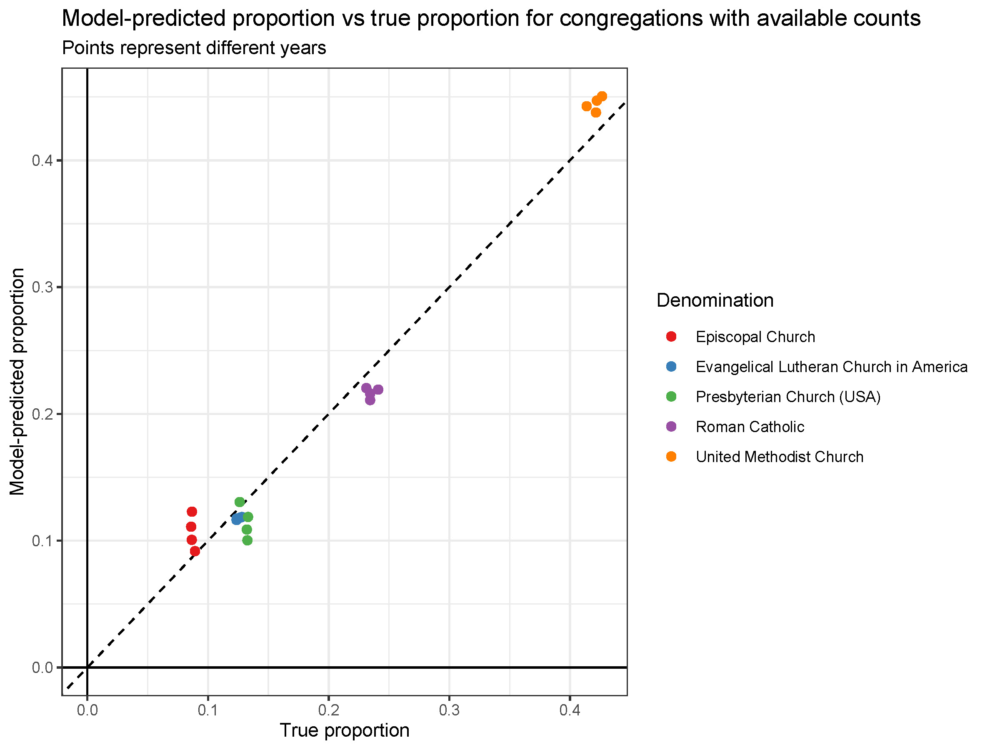 Model-predicted proportion vs true proportion for congregations with available counts
Points represent different years
Model-predicted proportion
0.4
0.3
0.2
0.1
0.0
0.0 0.1 0.2 0.3 0.4
True proportion
Denomination
Episcopal Church
Evangelical Lutheran Church in America
Presbyterian Church (USA)
Roman Catholic
United Methodist Church